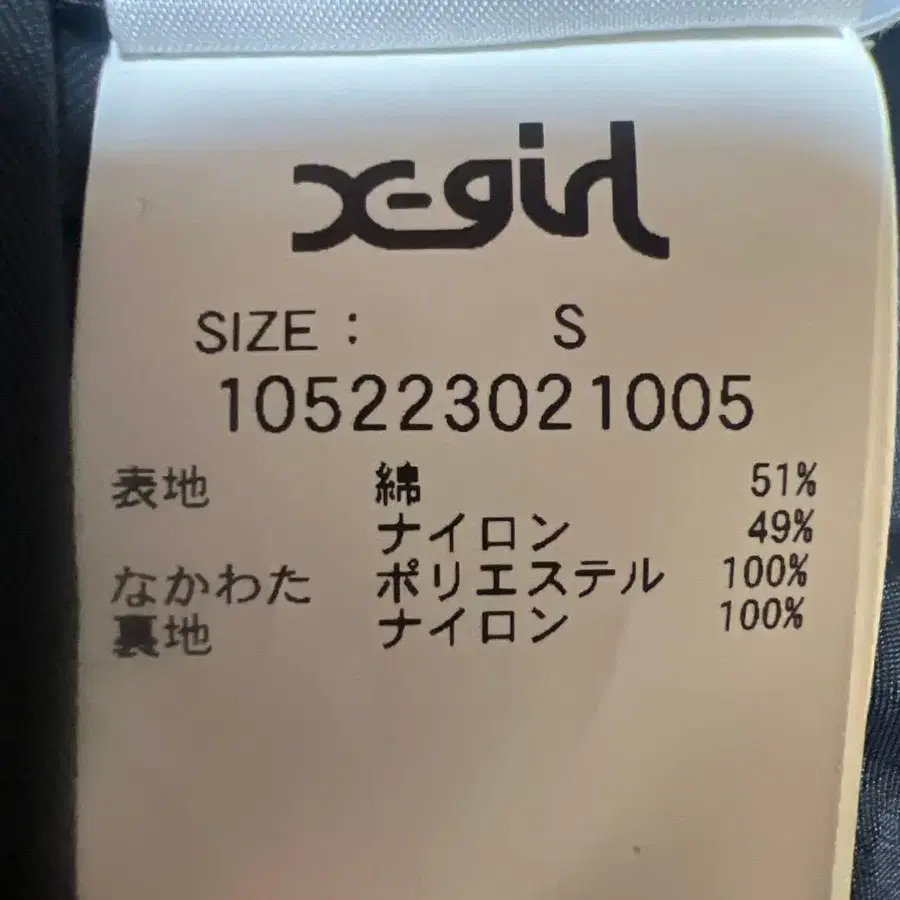 X-girl
SIZE : S
105223021005
表地 綿 51%
ナイロン 49%
なかわた ポリエステル 100%
裏地 ナイロン 100%